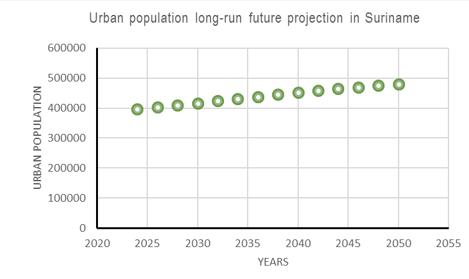 Urban population long-run future projection in Suriname
600000
500000
400000
300000
200000
100000
0
URBAN POPULATION
2020 2025 2030 2035 2040 2045 2050 2055
YEARS